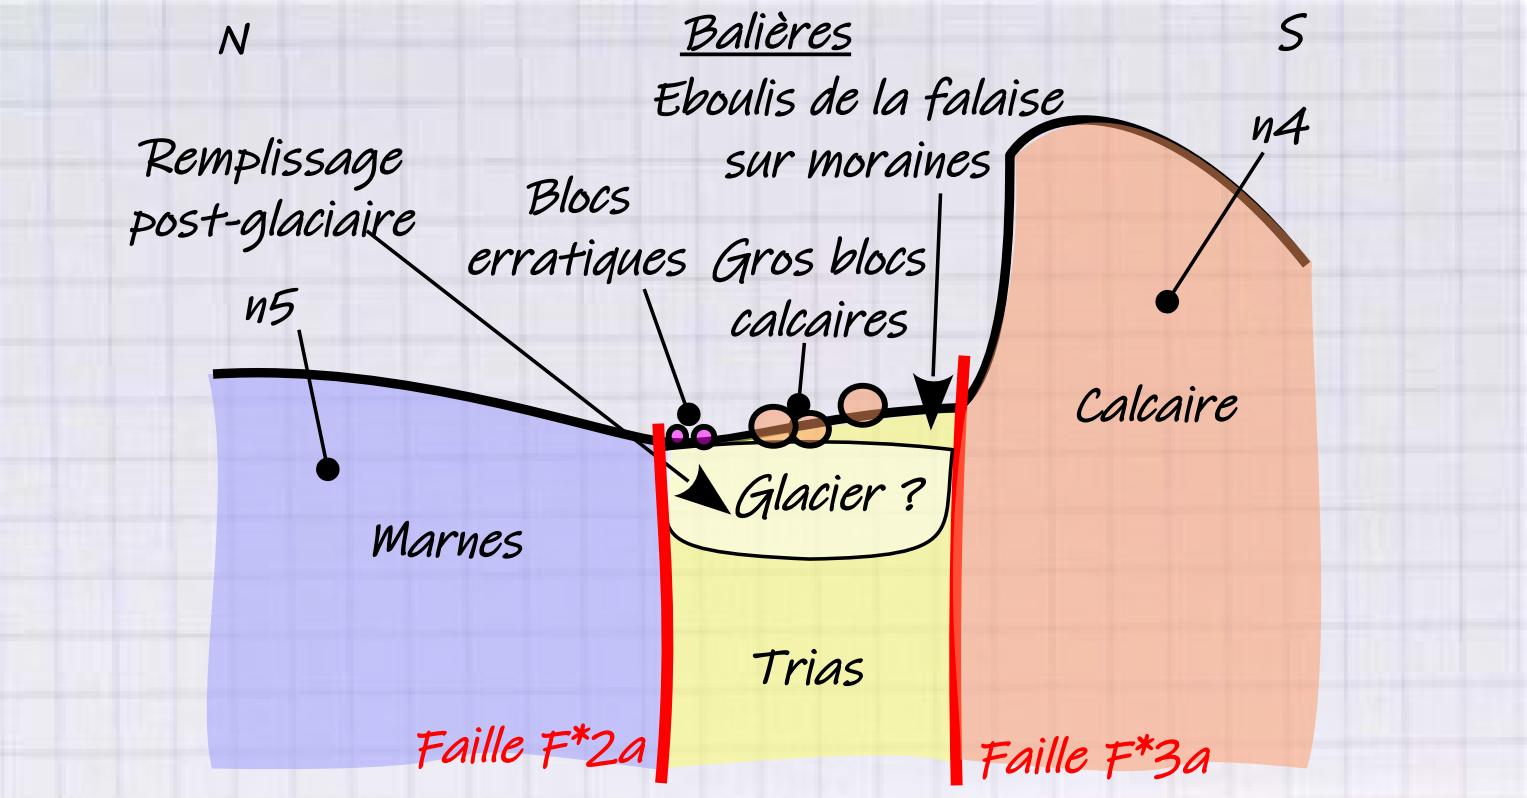 N
Balières
S
Eboulis de la falaise
sur moraines
n4
Remplissage
post-glaciaire
Blocs
erratiques
Gros blocs
calcaires
n5
Calcaire
Glacier ?
Marnes
Trias
Faille F*2a
Faille F*3a